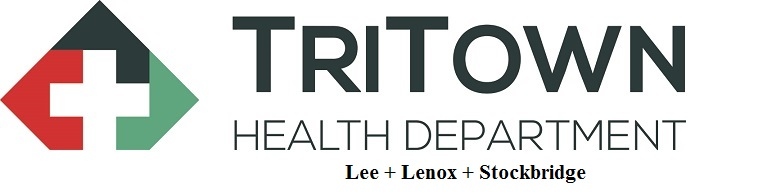 TRITOWN
HEALTH DEPARTMENT
Lee + Lenox + Stockbridge